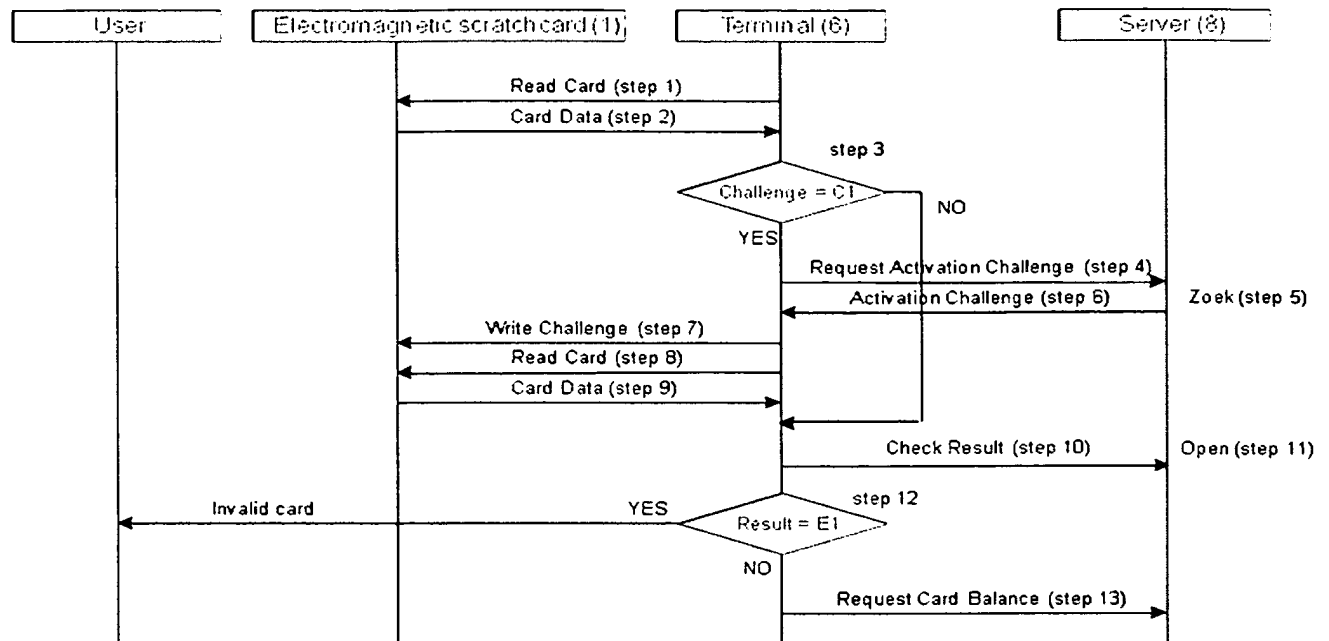 User
Electromagnetic scratch card (1)
Terminal (6)
Server (8)
Read Card (step 1)
Card Data (step 2)
step 3
Challenge = C1
NO
YES
Request Activation Challenge (step 4)
Activation Challenge (step 6)
Zoek (step 5)
Write Challenge (step 7)
Read Card (step 8)
Card Data (step 9)
Check Result (step 10)
Open (step 11)
step 12
Invalid card
YES
Result = E1
NO
Request Card Balance (step 13)